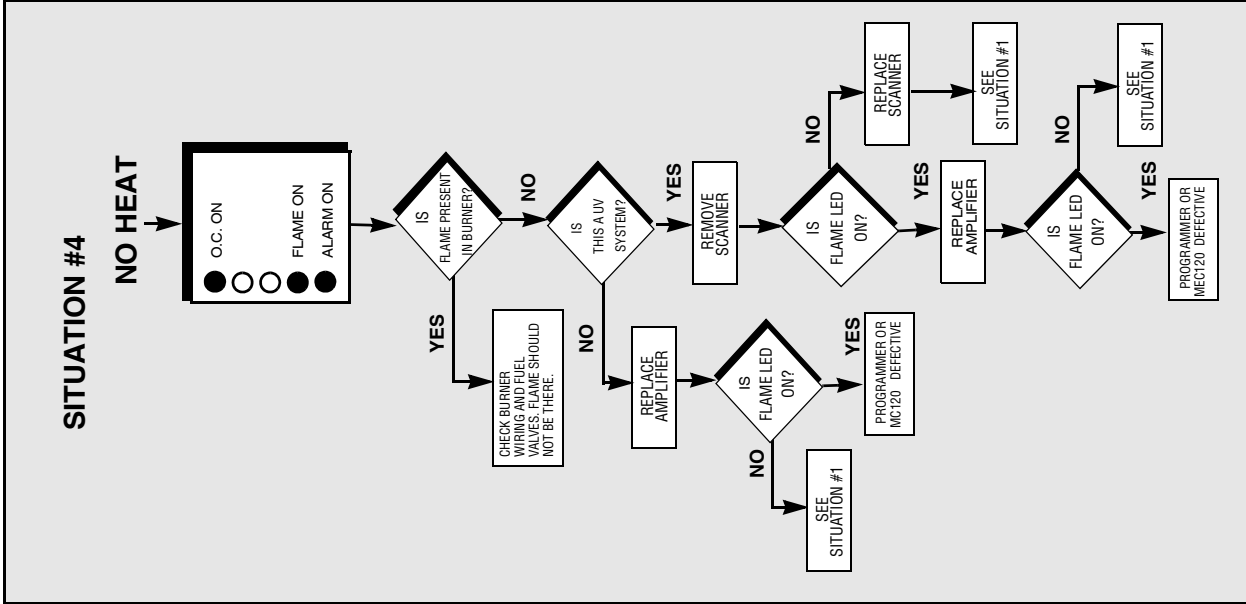 SITUATION #4
NO HEAT
O.C. ON
FLAME ON
ALARM ON
IS
FLAME PRESENT
IN BURNER?
YES
CHECK BURNER
WIRING AND FUEL
VALVES. FLAME SHOULD
NOT BE THERE.
NO
IS
THIS A UV
SYSTEM?
NO
REPLACE
AMPLIFIER
IS
FLAME LED
ON?
NO
SEE
SITUATION #1
YES
PROGRAMMER OR
MC120 DEFECTIVE
YES
REMOVE
SCANNER
IS
FLAME LED
ON?
NO
REPLACE
SCANNER
SEE
SITUATION #1
YES
REPLACE
AMPLIFIER
IS
FLAME LED
ON?
NO
SEE
SITUATION #1
YES
PROGRAMMER OR
MEC120 DEFECTIVE